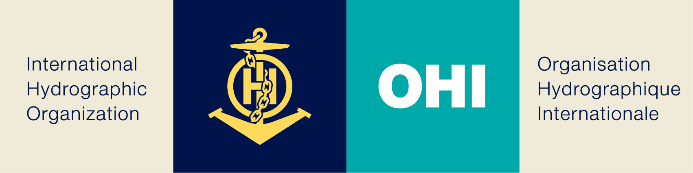 International
Hydrographic
Organization
OHI
Organisation
Hydrographique
Internationale